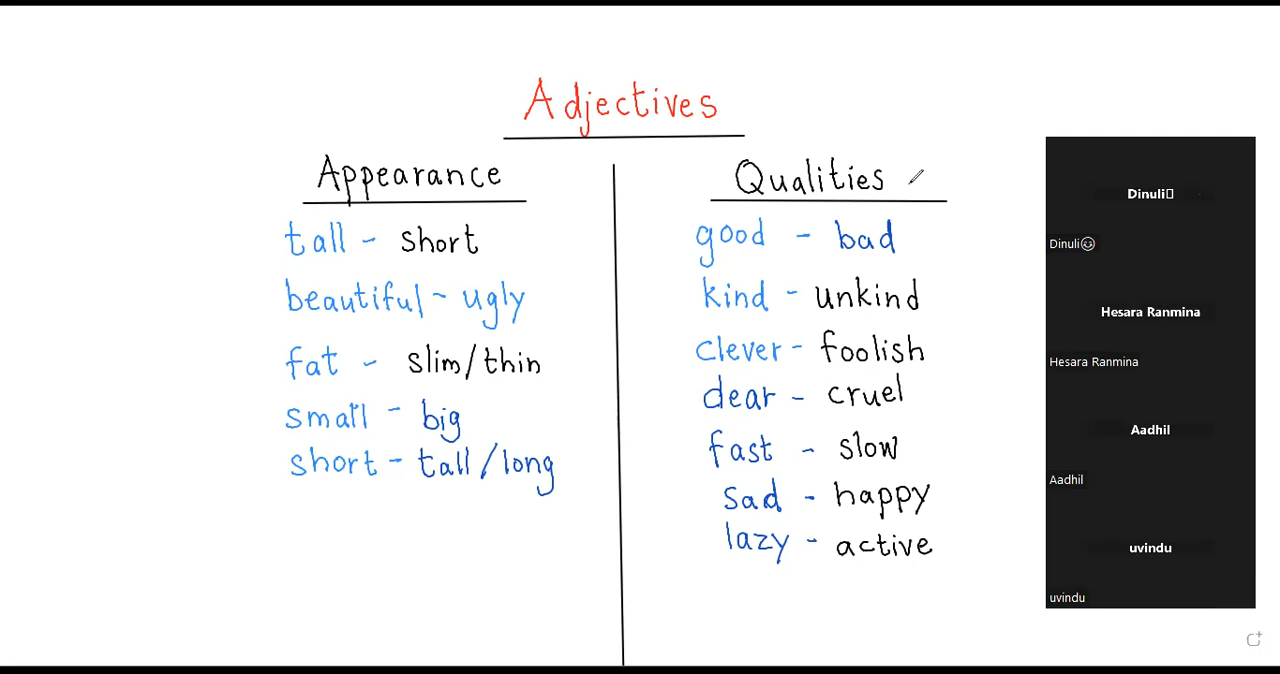 Adjectives
Appearance
tall - short
beautiful - ugly
fat - slim/thin
small - big
short - tall/long
Qualities
good - bad
kind - unkind
clever - foolish
dear - cruel
fast - slow
sad - happy
lazy - active
Dinuli
Dinuli☺
Hesara Ranmina
Hesara Ranmina
Aadhil
Aadhil
uvindu
uvindu